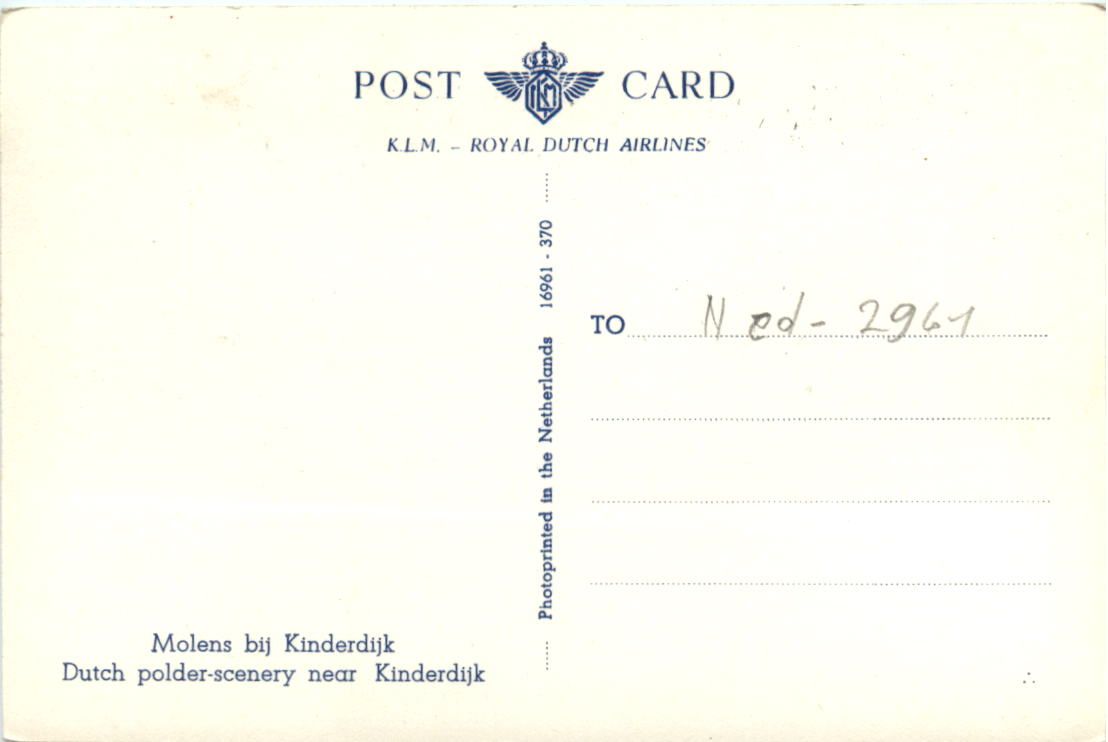 POST KLM CARD
K.L.M. – ROYAL DUTCH AIRLINES
Photoprinted in the Netherlands 16961 - 370
TO Ned - 2961
Molens bij Kinderdijk
Dutch polder-scenery near Kinderdijk